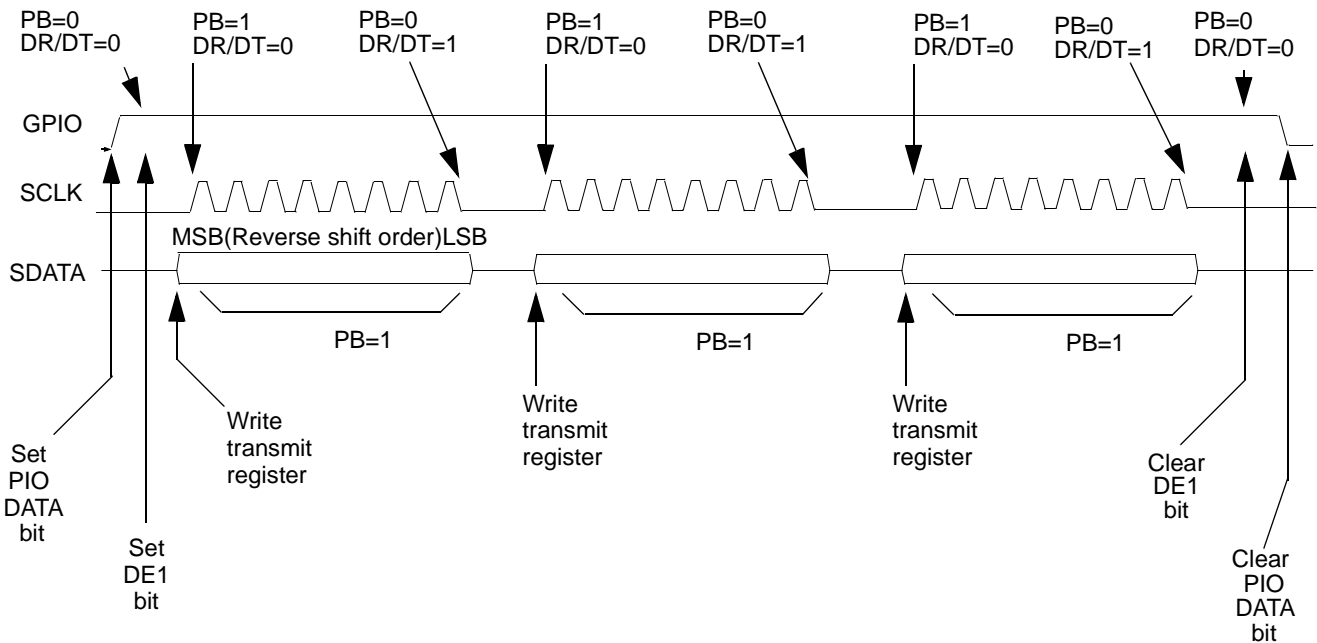 PB=0
DR/DT=0
PB=1
DR/DT=0
PB=0
DR/DT=1
PB=1
DR/DT=0
PB=0
DR/DT=1
PB=1
DR/DT=0
PB=0
DR/DT=1
PB=0
DR/DT=0
GPIO
SCLK
MSB(Reverse shift order)LSB
SDATA
PB=1
PB=1
PB=1
Set
PIO
DATA
bit
Set
DE1
bit
Write
transmit
register
Write
transmit
register
Write
transmit
register
Clear
DE1
bit
Clear
PIO
DATA
bit